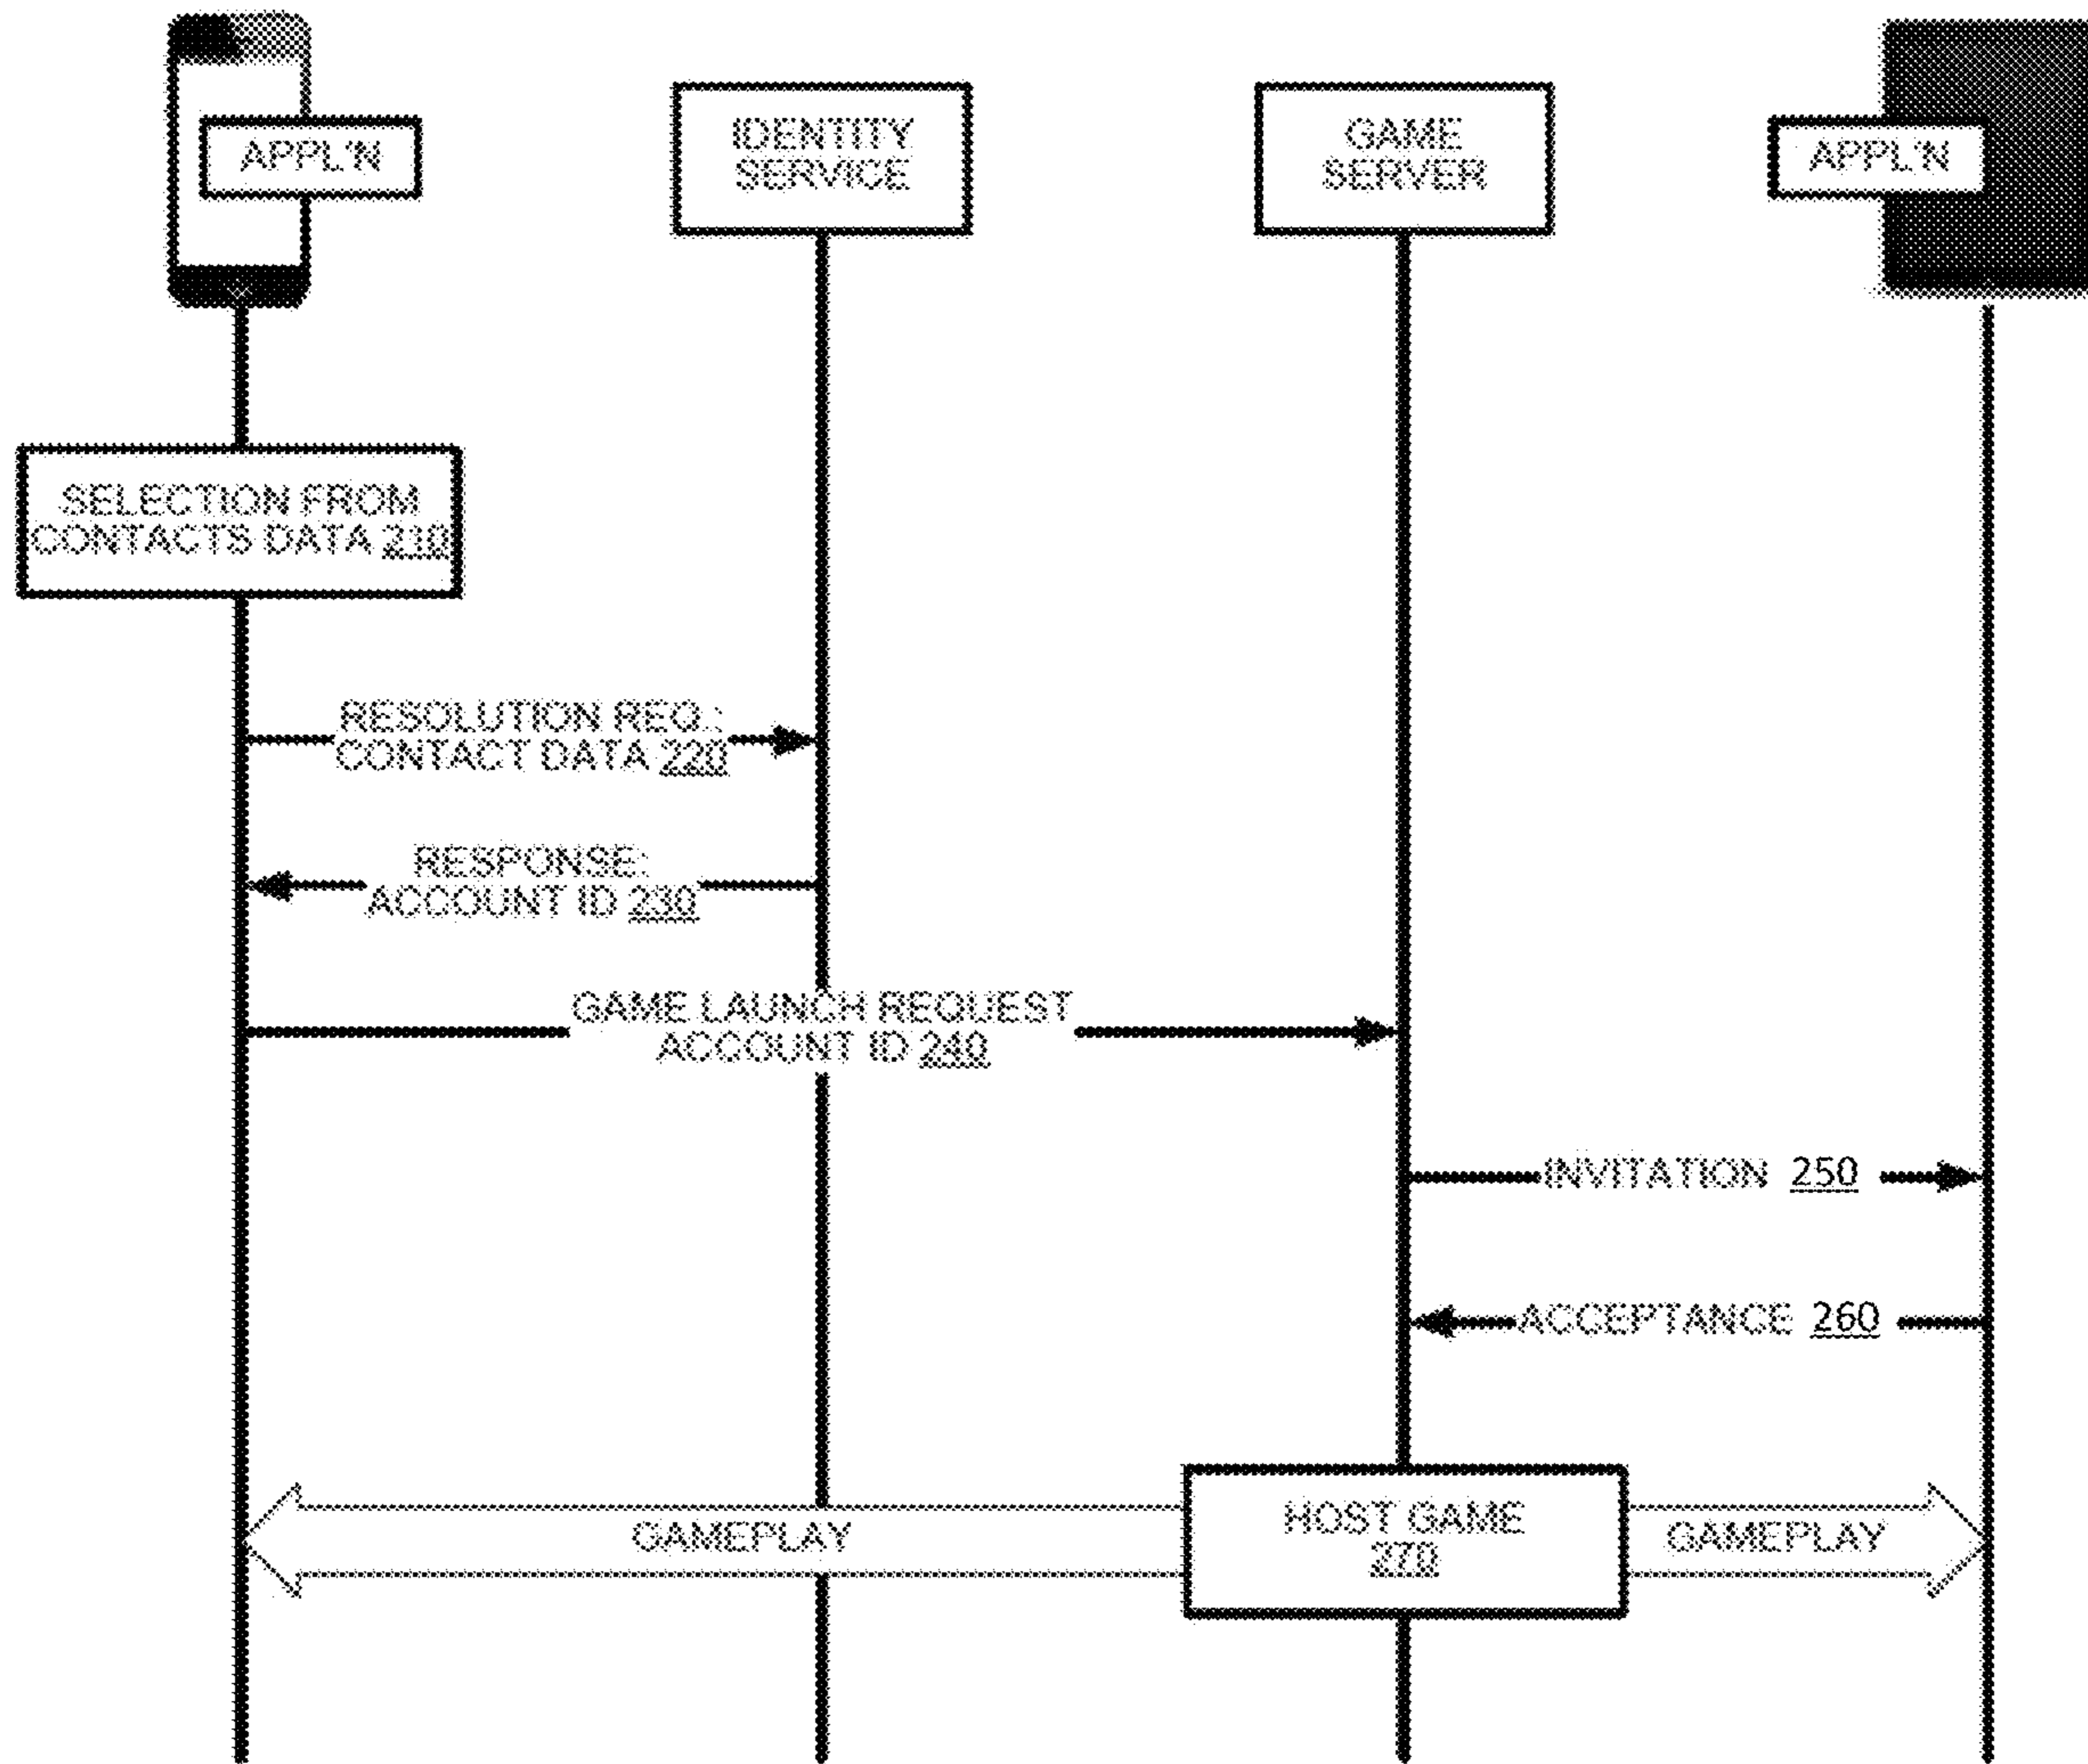 APPL'N
IDENTITY
SERVICE
GAME
SERVER
APPL'N
SELECTION FROM
CONTACTS DATA 210
RESOLUTION REQ.:
CONTACT DATA 220
RESPONSE:
ACCOUNT ID 230
GAME LAUNCH REQUEST
ACCOUNT ID 240
INVITATION 250
ACCEPTANCE 260
HOST GAME
270
GAMEPLAY
GAMEPLAY